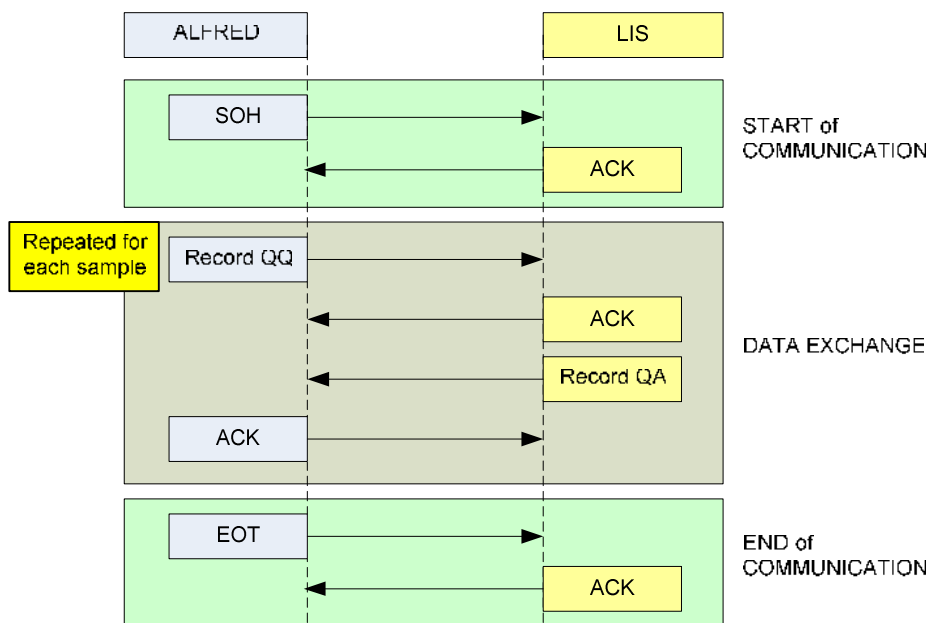 ALFRED
LIS
SOH
ACK
START of
COMMUNICATION
Repeated for
each sample
Record QQ
ACK
Record QA
ACK
DATA EXCHANGE
EOT
ACK
END of
COMMUNICATION